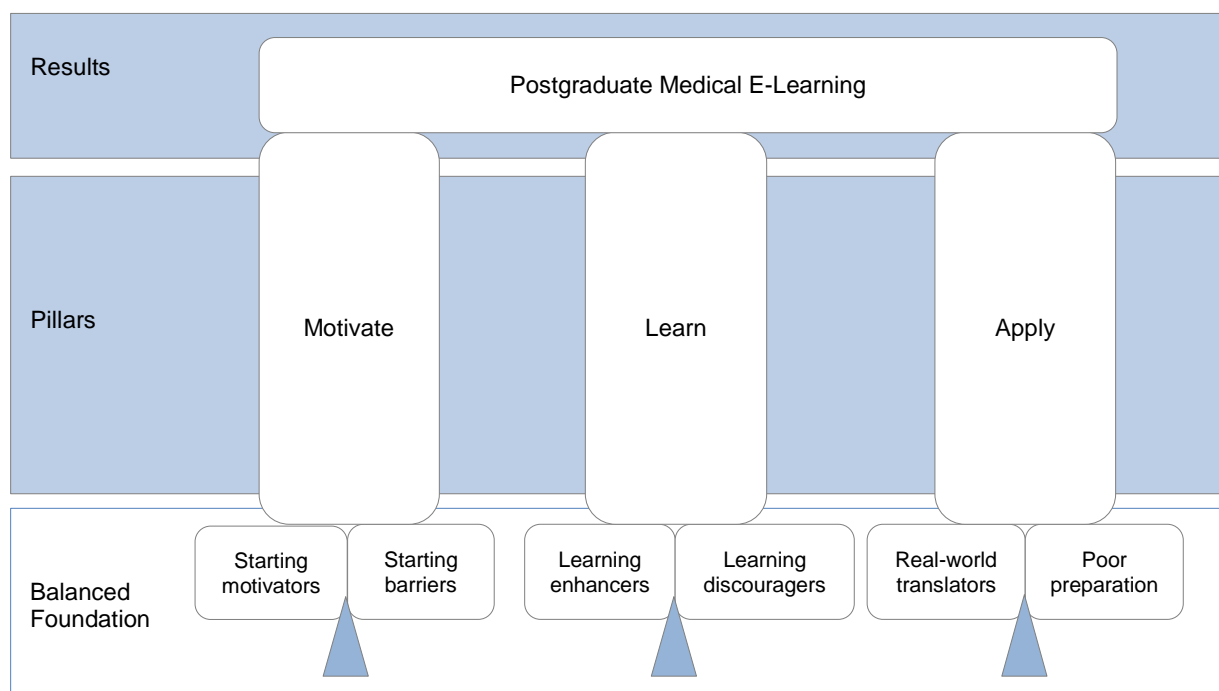 Results
Postgraduate Medical E-Learning
Pillars
Motivate
Learn
Apply
Balanced
Foundation
Starting
motivators
Starting
barriers
Learning
enhancers
Learning
discouragers
Real-world
translators
Poor
preparation